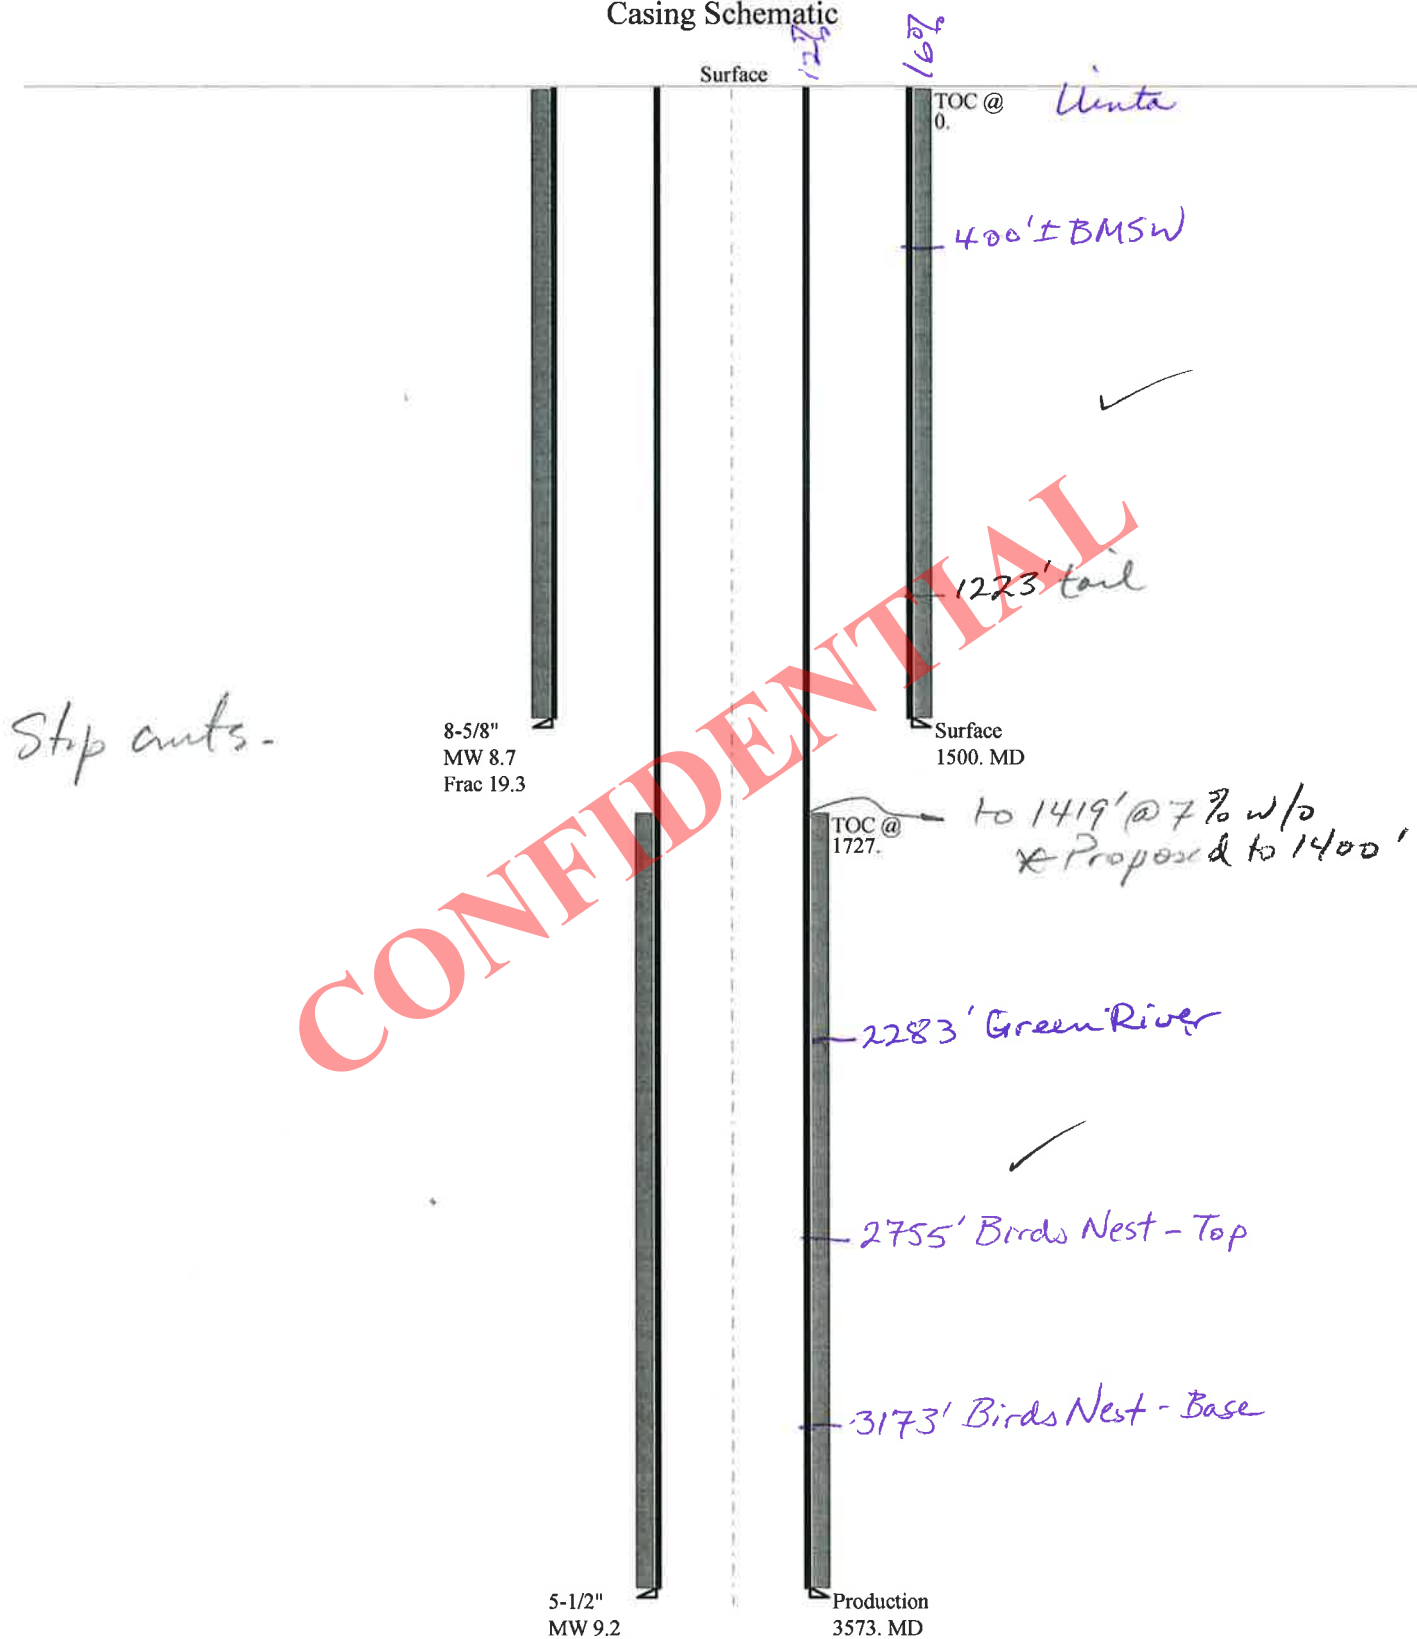 Casing Schematic
12%
16%
Surface
TOC @
0.
Uinta
400'± BMSW
1223' tail
Stip cmts.
8-5/8"
MW 8.7
Frac 19.3
Surface
1500. MD
to 1419' @ 7% w/o
* Proposed to 1400'
TOC @
1727.
CONFIDENTIAL
2283' Green River
2755' Birds Nest - Top
3173' Birds Nest - Base
5-1/2"
MW 9.2
Production
3573. MD